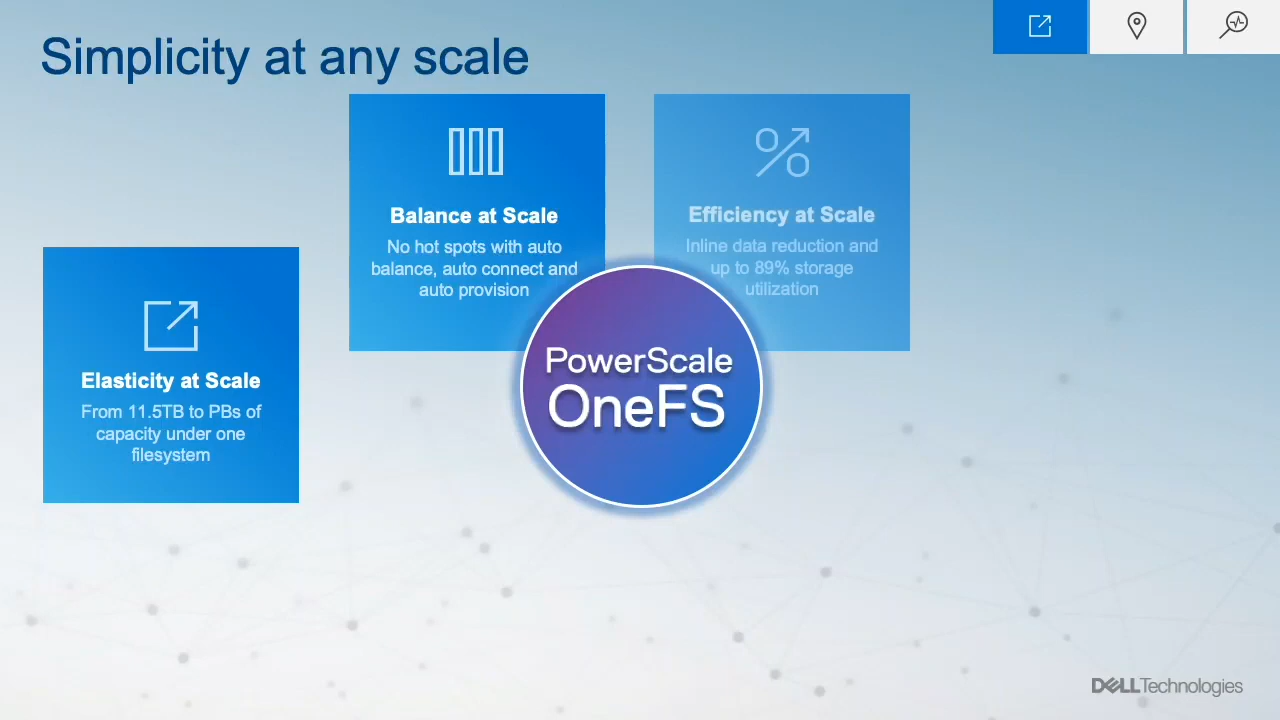 Simplicity at any scale
Balance at Scale
No hot spots with auto
balance, auto connect and
auto provision
Efficiency at Scale
Inline data reduction and
up to 89% storage
utilization
Elasticity at Scale
From 11.5TB to PBs of
capacity under one
filesystem
PowerScale
OneFS
DELLTechnologies